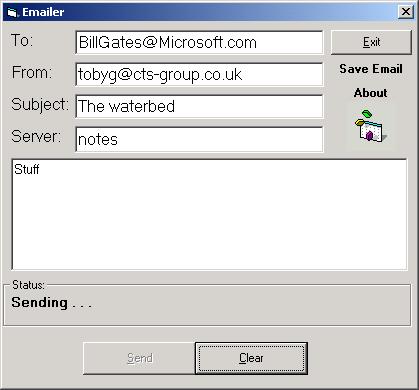 Emailer
To: BillGates@Microsoft.com Exit
From: tobyg@cts-group.co.uk Save Email
Subject: The waterbed About
Server: notes
Stuff
Status:
Sending . . .
Send Clear